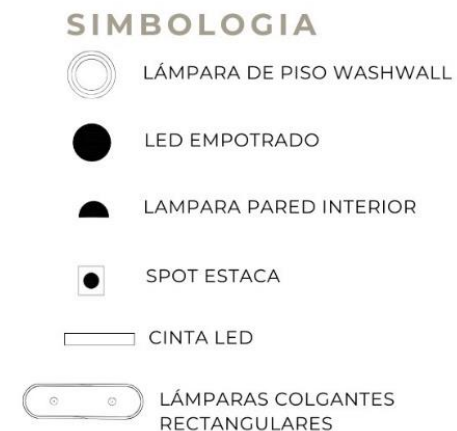 SIMBOLOGIA
LÁMPARA DE PISO WASHWALL
LED EMPOTRADO
LAMPARA PARED INTERIOR
SPOT ESTACA
CINTA LED
LÁMPARAS COLGANTES
RECTANGULARES